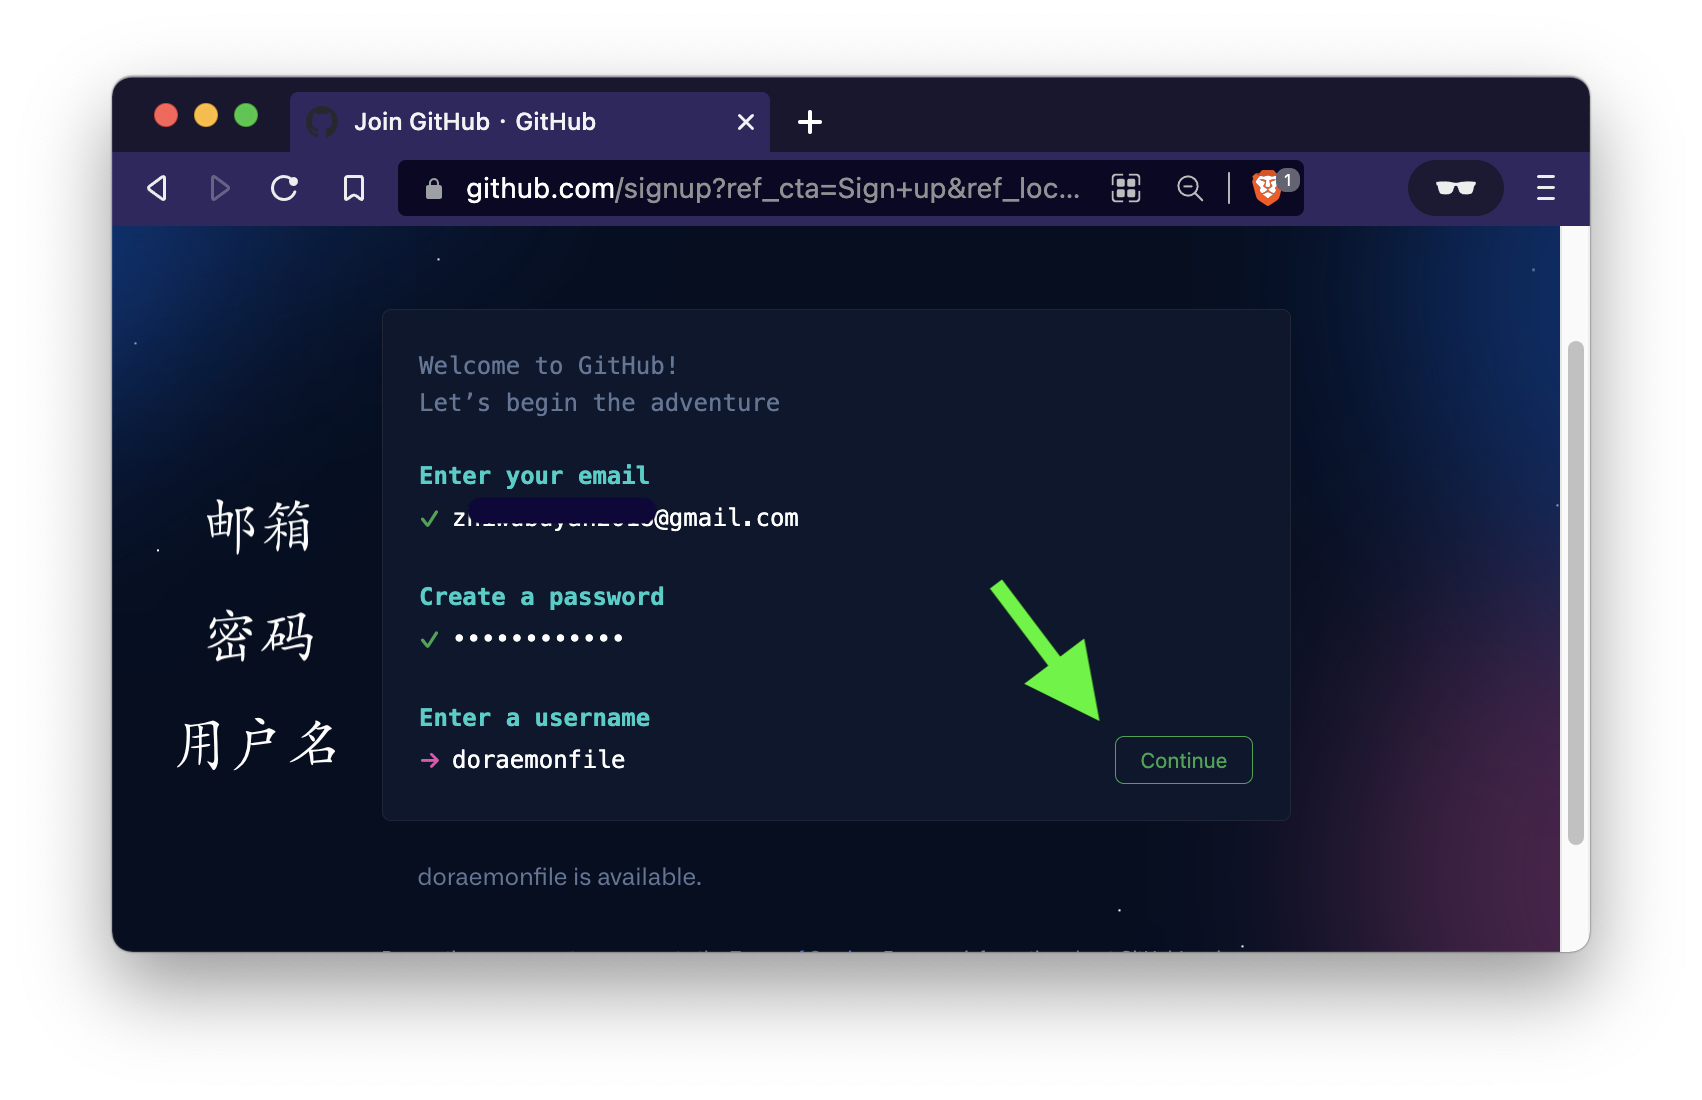 Join GitHub · GitHub
github.com/signup?ref_cta=Sign+up&ref_loc...
1
Welcome to GitHub!
Let’s begin the adventure
Enter your email
邮箱
@gmail.com
Create a password
密码
••••••••••••
Enter a username
用户名
doraemonfile
Continue
doraemonfile is available.